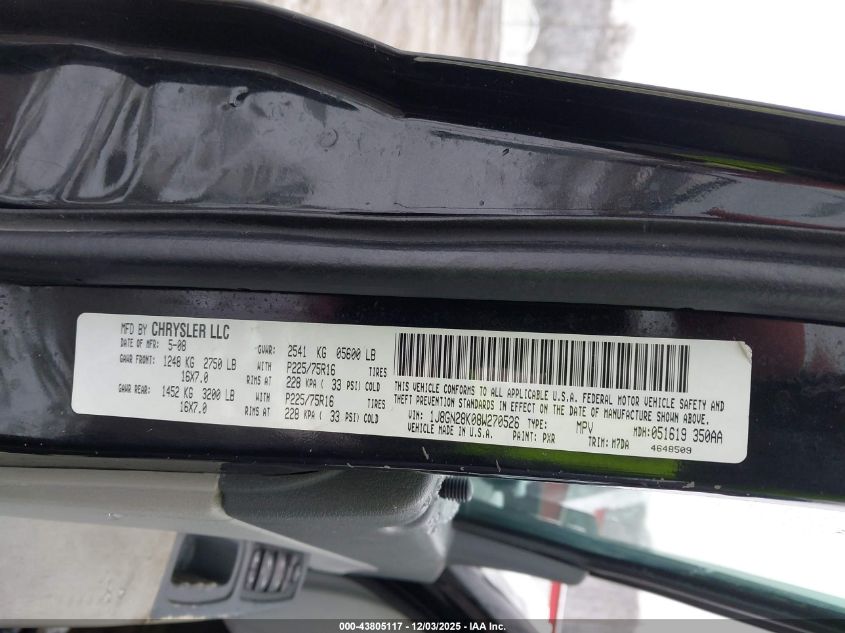 MFD BY CHRYSLER LLC
DATE OF MFR: 5-08 GVWR: 2541 KG 05600 LB
GAWR FRONT: 1248 KG 2750 LB WITH P225/75R16 TIRES
16X7.0 RIMS AT 228 KPA ( 33 PSI) COLD
GAWR REAR: 1452 KG 3200 LB WITH P225/75R16 TIRES
16X7.0 RIMS AT 228 KPA ( 33 PSI) COLD
THIS VEHICLE CONFORMS TO ALL APPLICABLE U.S.A. FEDERAL MOTOR VEHICLE SAFETY AND
THEFT PREVENTION STANDARDS IN EFFECT ON THE DATE OF MANUFACTURE SHOWN ABOVE.
VIN: 1J8GN28K08W270526 TYPE: MPV MDH: 051619 350AA
VEHICLE MADE IN U.S.A. PAINT: PXR TRIM: M7DA 4648509
000-43805117 - 12/03/2025 - IAA Inc.